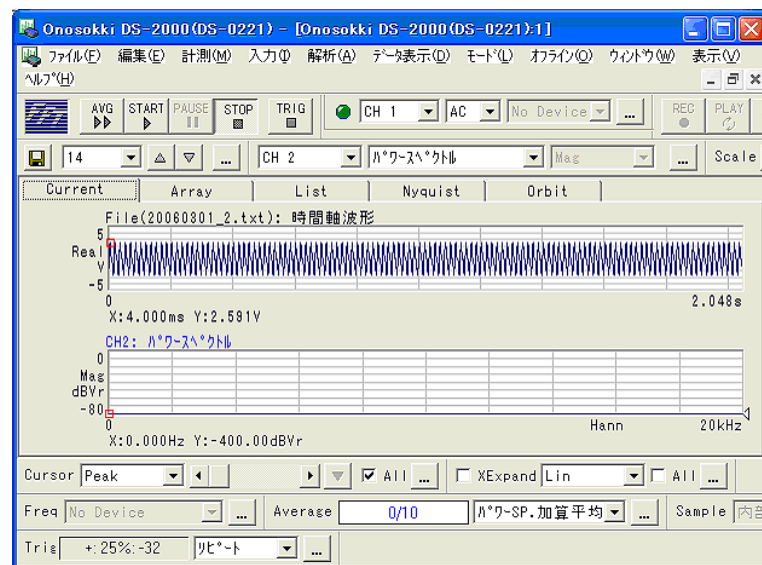 Onosokki DS-2000(DS-0221) - [Onosokki DS-2000(DS-0221):1]
ファイル(F) 編集(E) 計測(M) 入力(I) 解析(A) データ表示(D) モード(L) オフライン(O) ウィンドウ(W) 表示(V)
ヘルプ(H)
AVG START PAUSE STOP TRIG CH 1 AC No Device ... REC PLAY
14 ... CH 2 パワースペクトル Mag ... Scale
Current Array List Nyquist Orbit
File(20060301_2.txt): 時間軸波形
5
Real
V
-5
0 2.048s
X:4.000ms Y:2.591V
CH2: パワースペクトル
0
Mag
dBVr
-80
0 Hann 20kHz
X:0.000Hz Y:-400.00dBVr
Cursor Peak All ... XExpand Lin All ...
Freq No Device ... Average 0/10 パワーSP.加算平均 ... Sample 内部
Trig +: 25%:-32 リピート ...